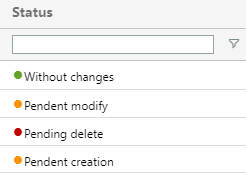 Status
Without changes
Pendent modify
Pending delete
Pendent creation